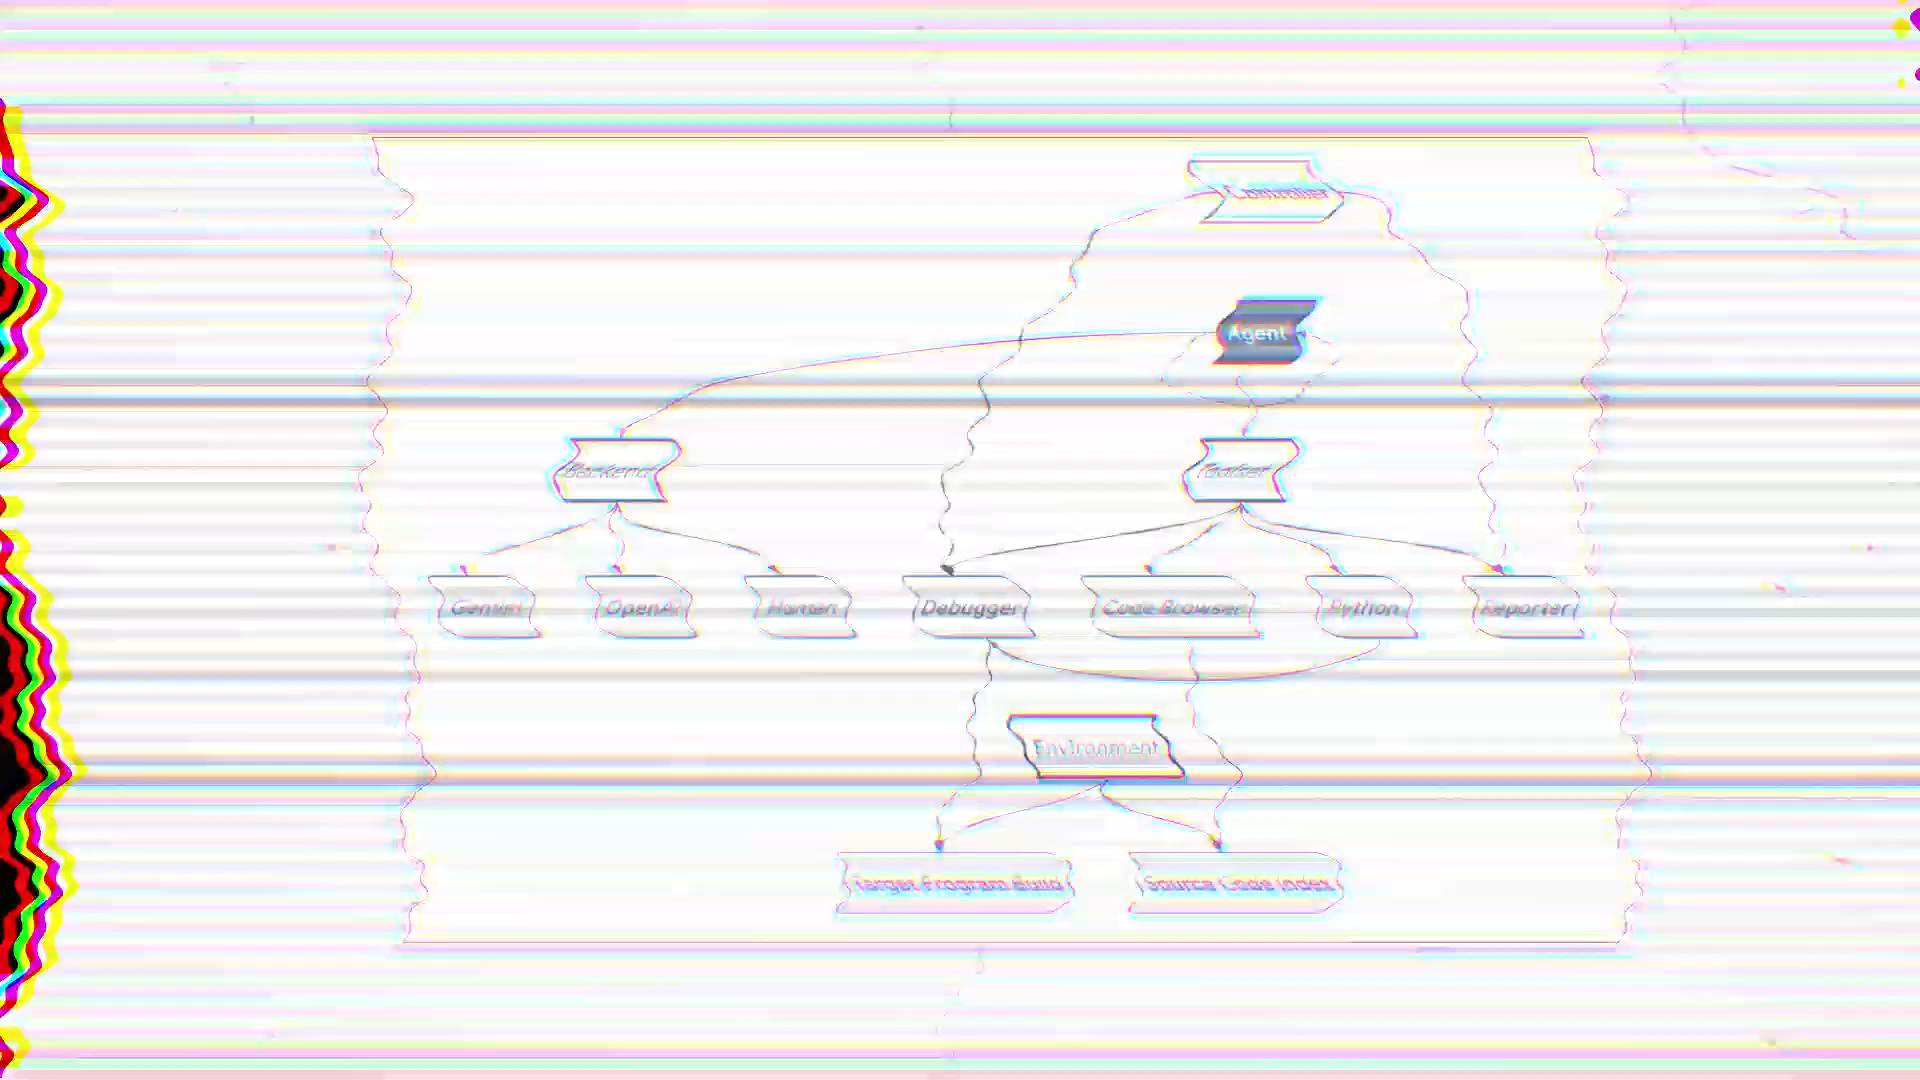 Controller
Agent
Backend
Toolset
Gemini
OpenAI
Human
Debugger
Code Browser
Python
Reporter
Environment
Target Program Build
Source Code Index